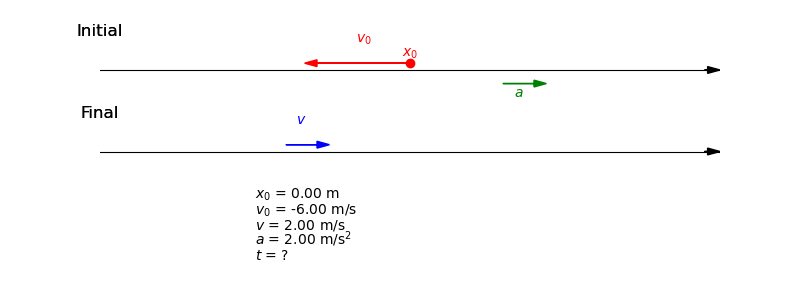 Initial
v₀
x₀
a
Final
v
x₀ = 0.00 m
v₀ = -6.00 m/s
v = 2.00 m/s
a = 2.00 m/s²
t = ?